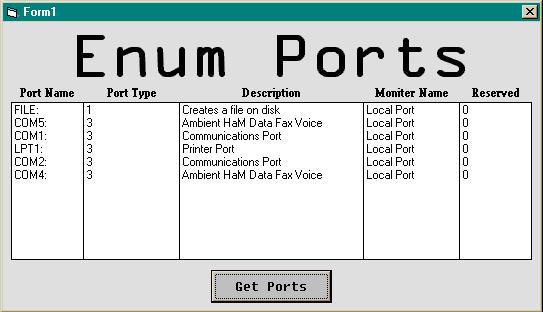 Form1
Enum Ports
Port Name Port Type Description Moniter Name Reserved
FILE: 1 Creates a file on disk Local Port 0
COM5: 3 Ambient HaM Data Fax Voice Local Port 0
COM1: 3 Communications Port Local Port 0
LPT1: 3 Printer Port Local Port 0
COM2: 3 Communications Port Local Port 0
COM4: 3 Ambient HaM Data Fax Voice Local Port 0
Get Ports